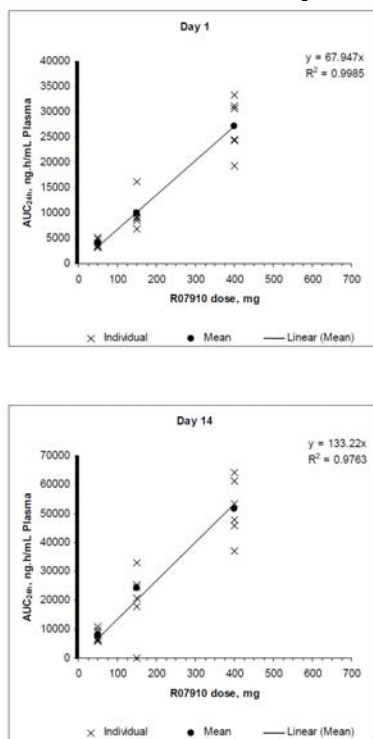 Day 1
y = 67.947x
R² = 0.9985
40000
35000
30000
25000
20000
15000
10000
5000
0
AUC24h, ng.h/mL Plasma
0 100 200 300 400 500 600 700
R07910 dose, mg
Individual Mean Linear (Mean)
Day 14
y = 133.22x
R² = 0.9763
70000
60000
50000
40000
30000
20000
10000
0
AUC24h, ng.h/mL Plasma
0 100 200 300 400 500 600 700
R07910 dose, mg
Individual Mean Linear (Mean)